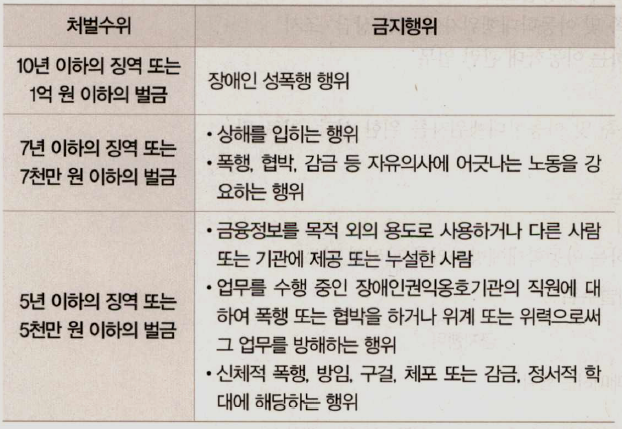 처벌수위 금지행위
10년 이하의 징역 또는
1억 원 이하의 벌금
장애인 성폭행 행위
7년 이하의 징역 또는
7천만 원 이하의 벌금
• 상해를 입히는 행위
• 폭행, 협박, 감금 등 자유의사에 어긋나는 노동을 강
요하는 행위
5년 이하의 징역 또는
5천만 원 이하의 벌금
• 금융정보를 목적 외의 용도로 사용하거나 다른 사람
또는 기관에 제공 또는 누설한 사람
• 업무를 수행 중인 장애인권익옹호기관의 직원에 대
하여 폭행 또는 협박을 하거나 위계 또는 위력으로써
그 업무를 방해하는 행위
• 신체적 폭행, 방임, 구걸, 체포 또는 감금, 정서적 학
대에 해당하는 행위